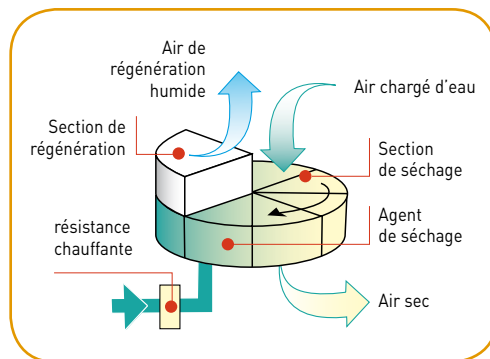 Air de
régénération
humide
Air chargé d'eau
Section de
régénération
Section
de séchage
Agent
de séchage
résistance
chauffante
Air sec